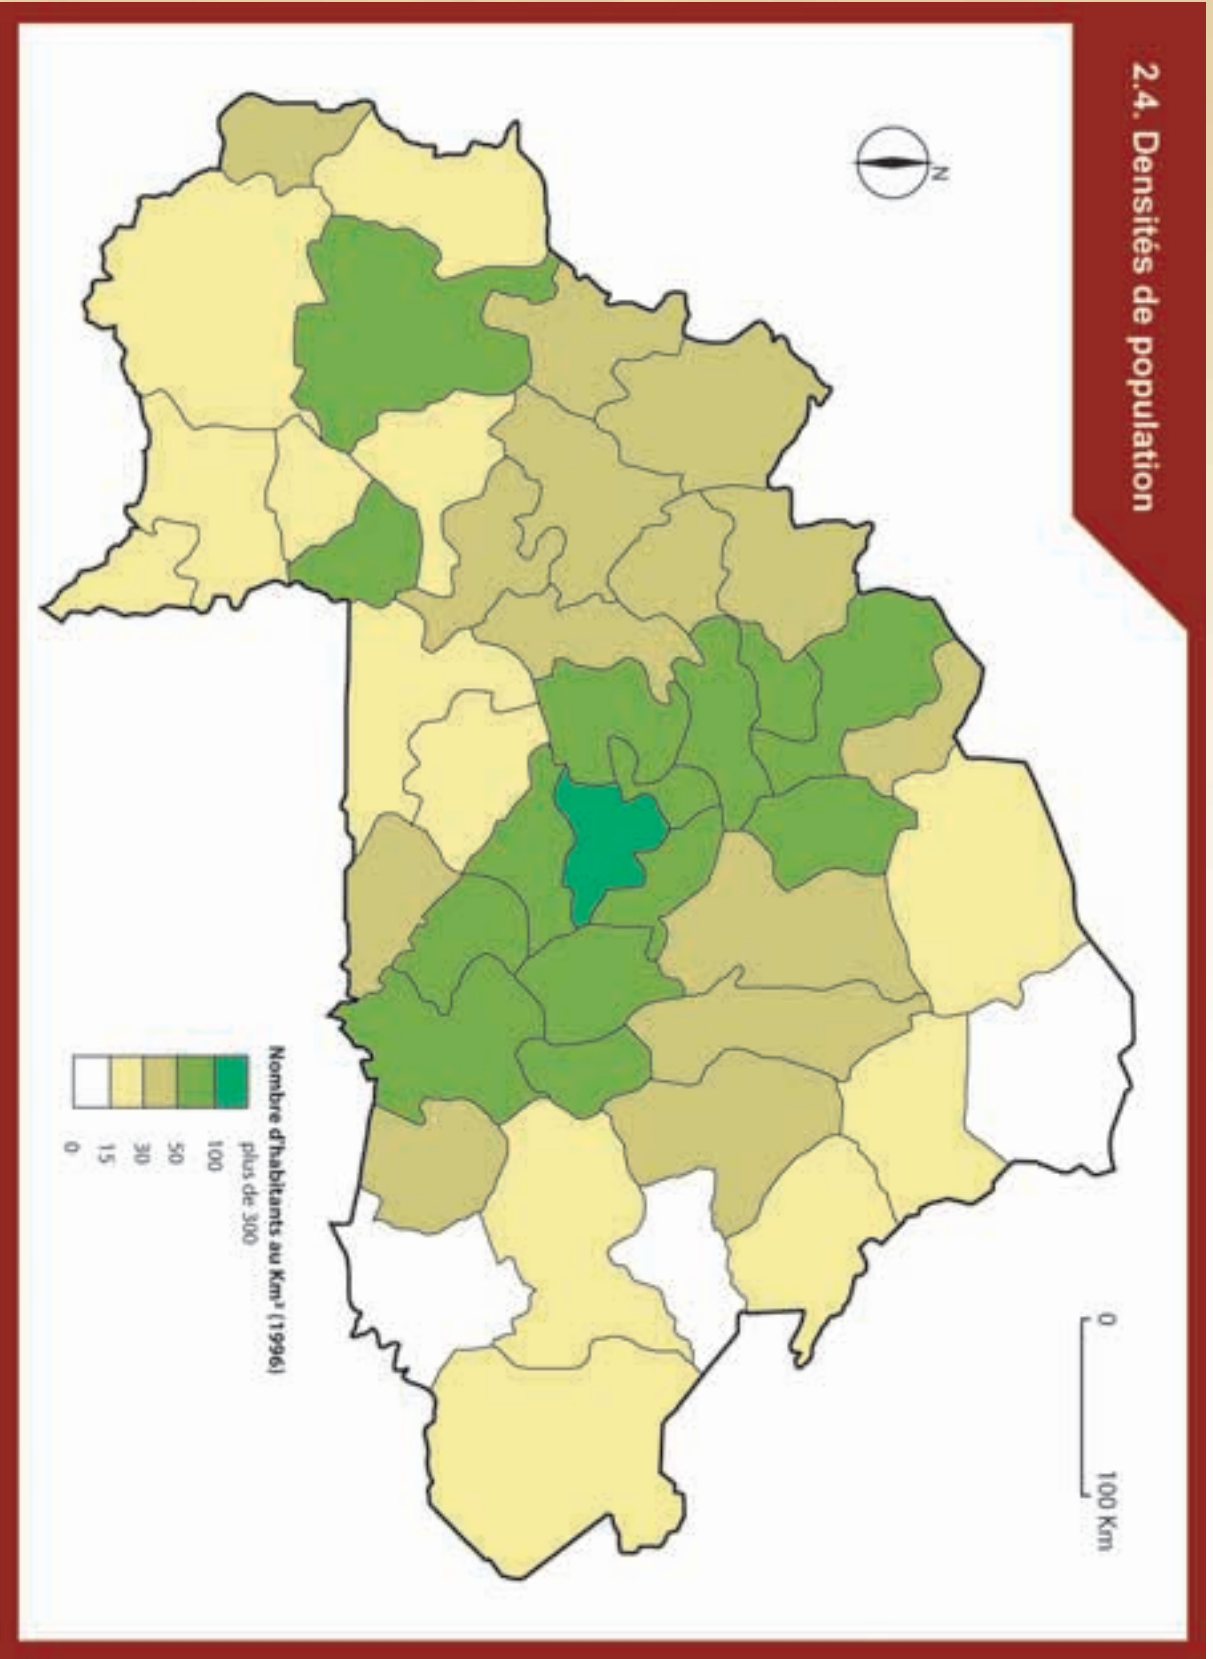 2.4. Densités de population
N
0 100 Km
Nombre d'habitants au Km² (1996)
plus de 300
100
50
30
15
0